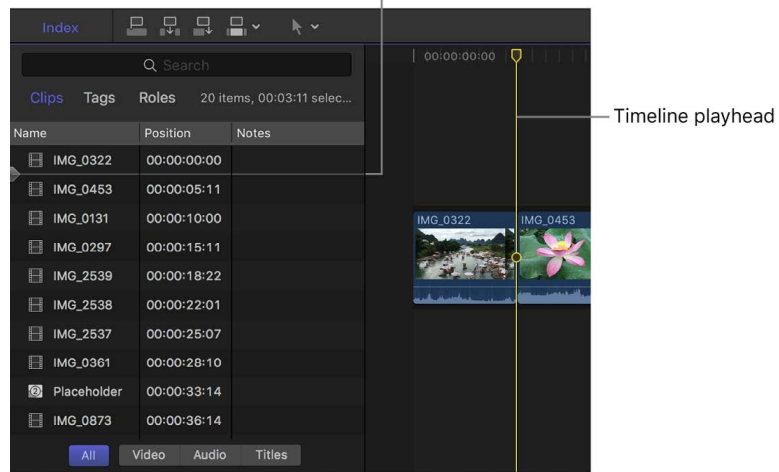 Index
Search
00:00:00:00
Timeline playhead
Clips Tags Roles 20 items, 00:03:11 selec...
Name Position Notes
IMG_0322 00:00:00:00
IMG_0453 00:00:05:11
IMG_0131 00:00:10:00
IMG_0297 00:00:15:11
IMG_2539 00:00:18:22
IMG_2538 00:00:22:01
IMG_2537 00:00:25:07
IMG_0361 00:00:28:10
Placeholder 00:00:33:14
IMG_0873 00:00:36:14
All Video Audio Titles
IMG_0322 IMG_0453